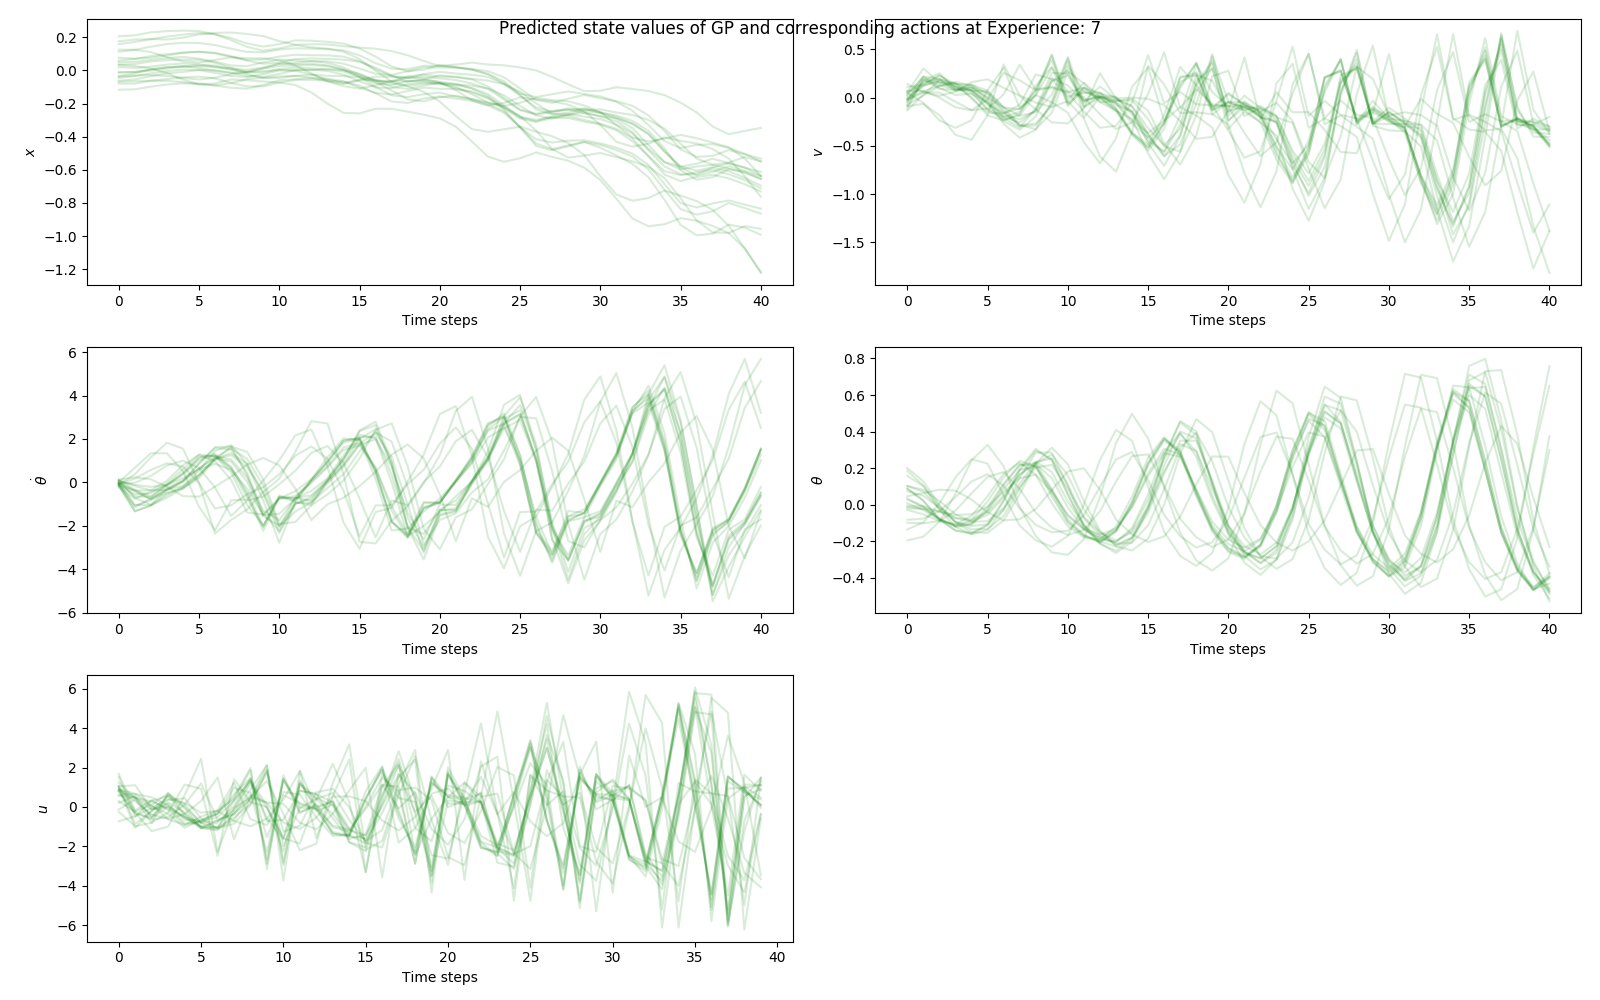 Predicted state values of GP and corresponding actions at Experience: 7
0.2
0.0
−0.2
−0.4
−0.6
−0.8
−1.0
−1.2
x
0 5 10 15 20 25 30 35 40
Time steps
0.5
0.0
−0.5
−1.0
−1.5
v
0 5 10 15 20 25 30 35 40
Time steps
6
4
2
0
−2
−4
−6
θ̇
0 5 10 15 20 25 30 35 40
Time steps
0.8
0.6
0.4
0.2
0.0
−0.2
−0.4
θ
0 5 10 15 20 25 30 35 40
Time steps
6
4
2
0
−2
−4
−6
u
0 5 10 15 20 25 30 35 40
Time steps